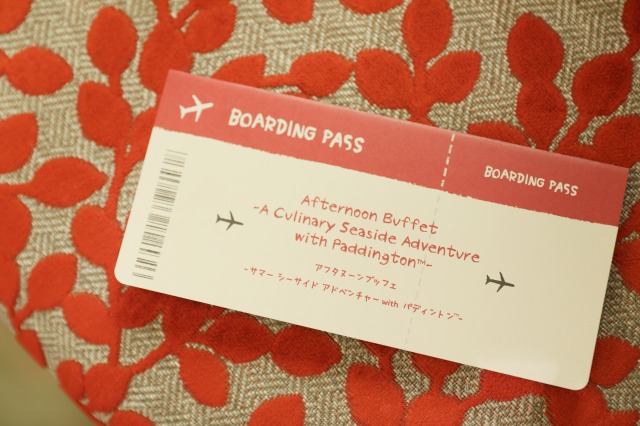 BOARDING PASS
BOARDING PASS
Afternoon Buffet
-A Culinary Seaside Adventure
with Paddington™-
アフタヌーンブッフェ
-サマー シーサイド アドベンチャー with パディントン™-